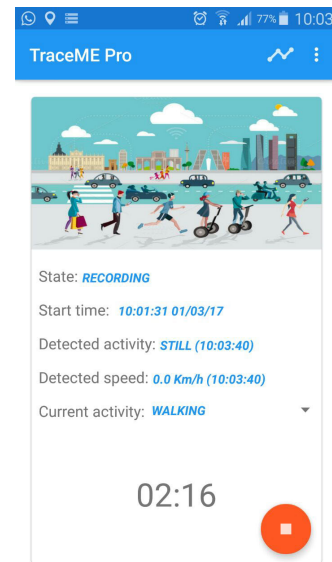 77% 10:03
TraceME Pro
State: RECORDING
Start time: 10:01:31 01/03/17
Detected activity: STILL (10:03:40)
Detected speed: 0.0 Km/h (10:03:40)
Current activity: WALKING
02:16